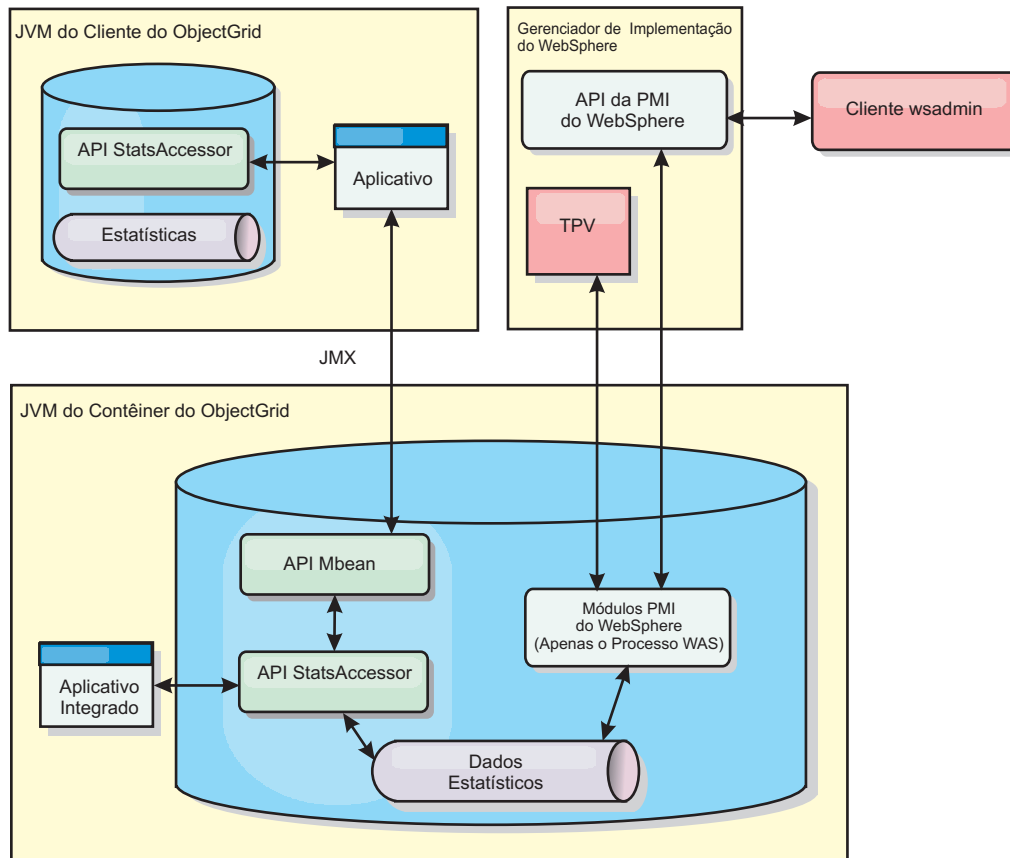 JVM do Cliente do ObjectGrid
API StatsAccessor
Estatísticas
Aplicativo
Gerenciador de Implementação
do WebSphere
API da PMI
do WebSphere
Cliente wsadmin
TPV
JMX
JVM do Contêiner do ObjectGrid
API Mbean
API StatsAccessor
Aplicativo
Integrado
Módulos PMI
do WebSphere
(Apenas o Processo WAS)
Dados
Estatísticos